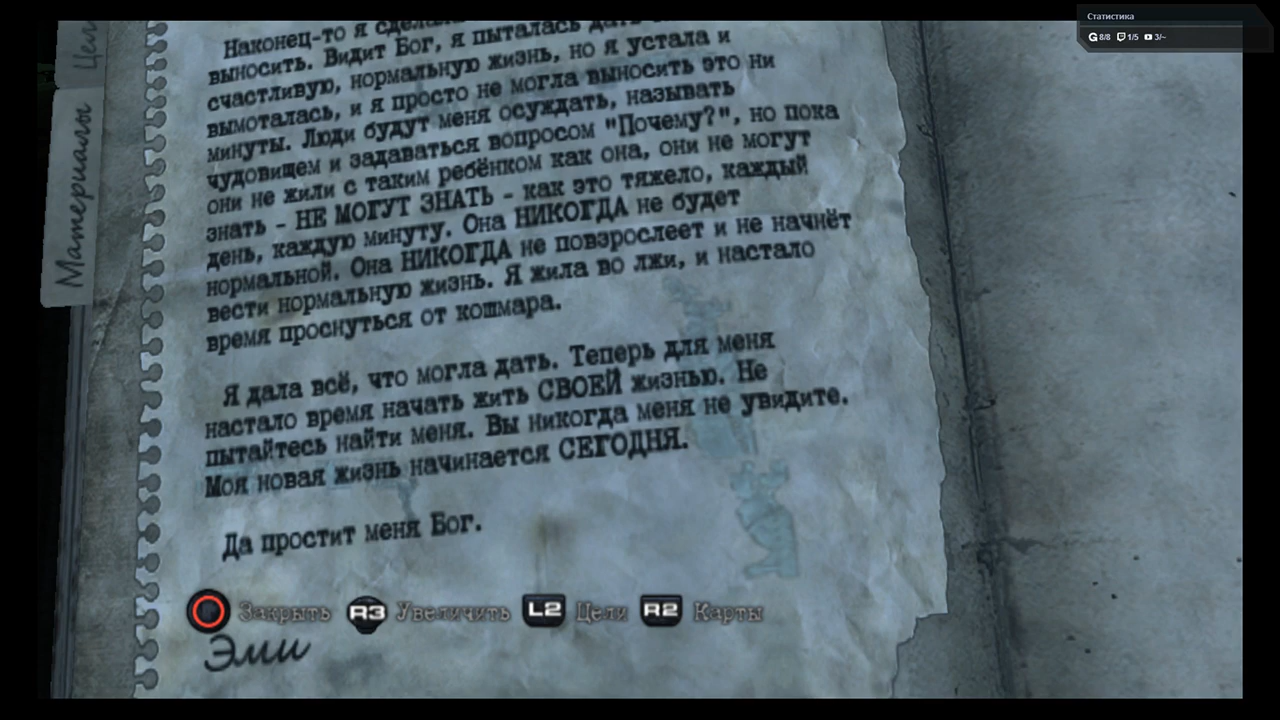 Статистика
8/8 1/5 3/-
Цел
Материалы
Наконец-то я сделала
выносить. Видит Бог, я пыталась дать
счастливую, нормальную жизнь, но я устала и
вымоталась, и я просто не могла выносить это ни
минуты. Люди будут меня осуждать, называть
чудовищем и задаваться вопросом "Почему?", но пока
они не жили с таким ребёнком как она, они не могут
знать - НЕ МОГУТ ЗНАТЬ - как это тяжело, каждый
день, каждую минуту. Она НИКОГДА не будет
нормальной. Она НИКОГДА не повзрослеет и не начнёт
вести нормальную жизнь. Я жила во лжи, и настало
время проснуться от кошмара.
Я дала всё, что могла дать. Теперь для меня
настало время начать жить СВОЕЙ жизнью. Не
пытайтесь найти меня. Вы никогда меня не увидите.
Моя новая жизнь начинается СЕГОДНЯ.
Да простит меня Бог.
Закрыть R3 Увеличить L2 Цели R2 Карты
Эми